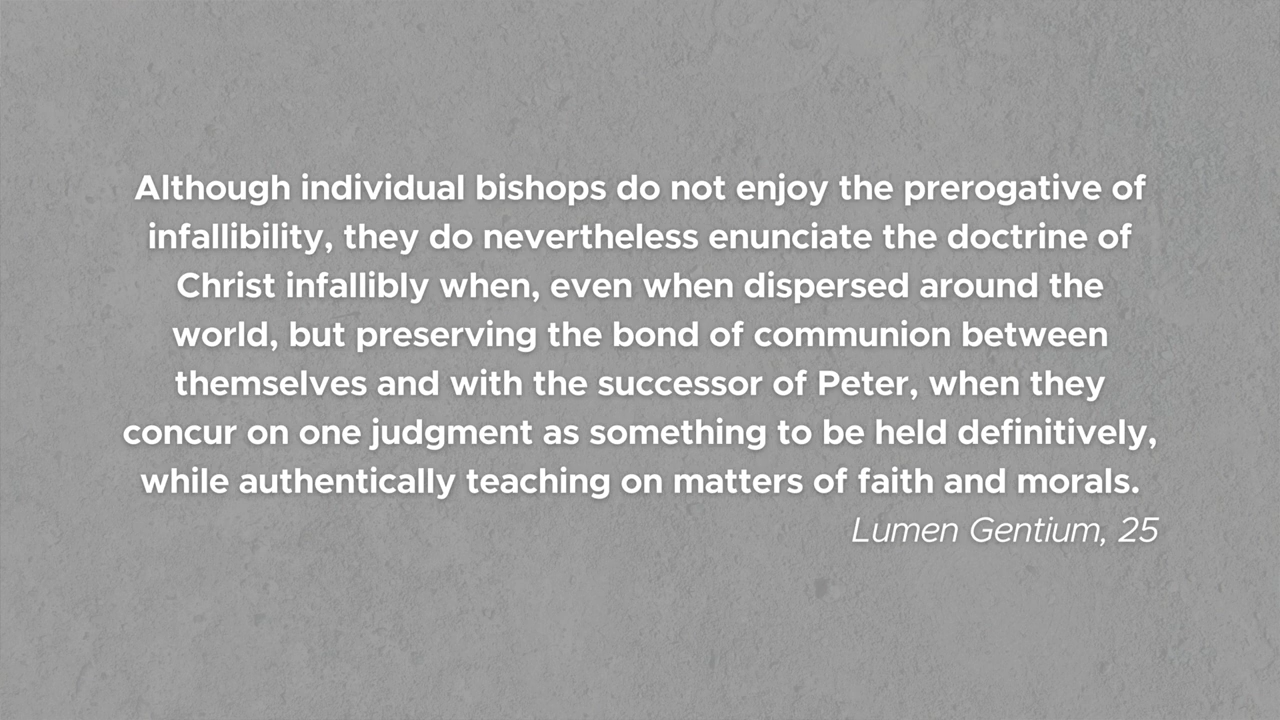 Although individual bishops do not enjoy the prerogative of
infallibility, they do nevertheless enunciate the doctrine of
Christ infallibly when, even when dispersed around the
world, but preserving the bond of communion between
themselves and with the successor of Peter, when they
concur on one judgment as something to be held definitively,
while authentically teaching on matters of faith and morals.
Lumen Gentium, 25